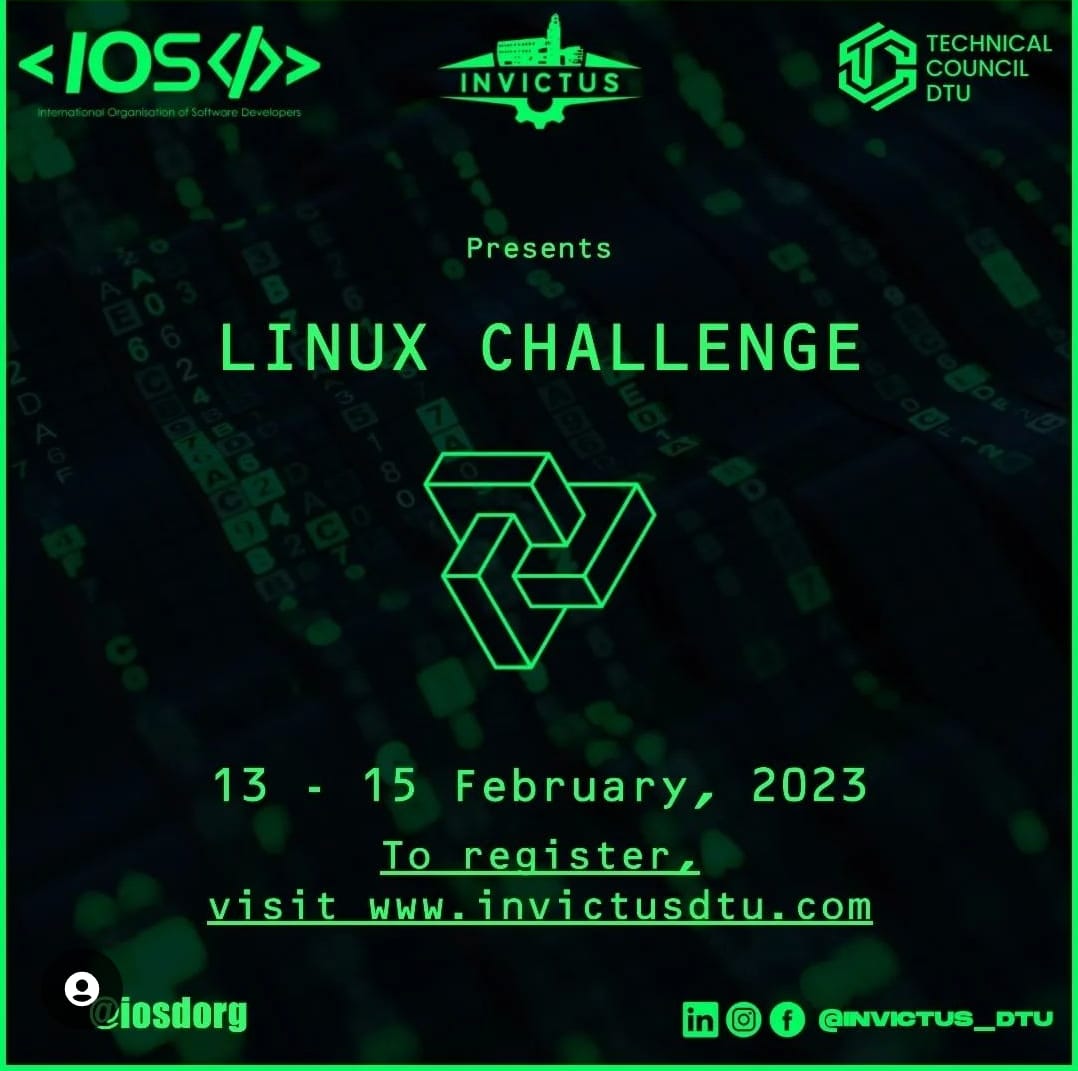 <IOS</>>
International Organisation of Software Developers
INVICTUS
TECHNICAL
COUNCIL
DTU
Presents
LINUX CHALLENGE
13 - 15 February, 2023
To register,
visit www.invictusdtu.com
@iosdorg
in f @INVICTUS_DTU